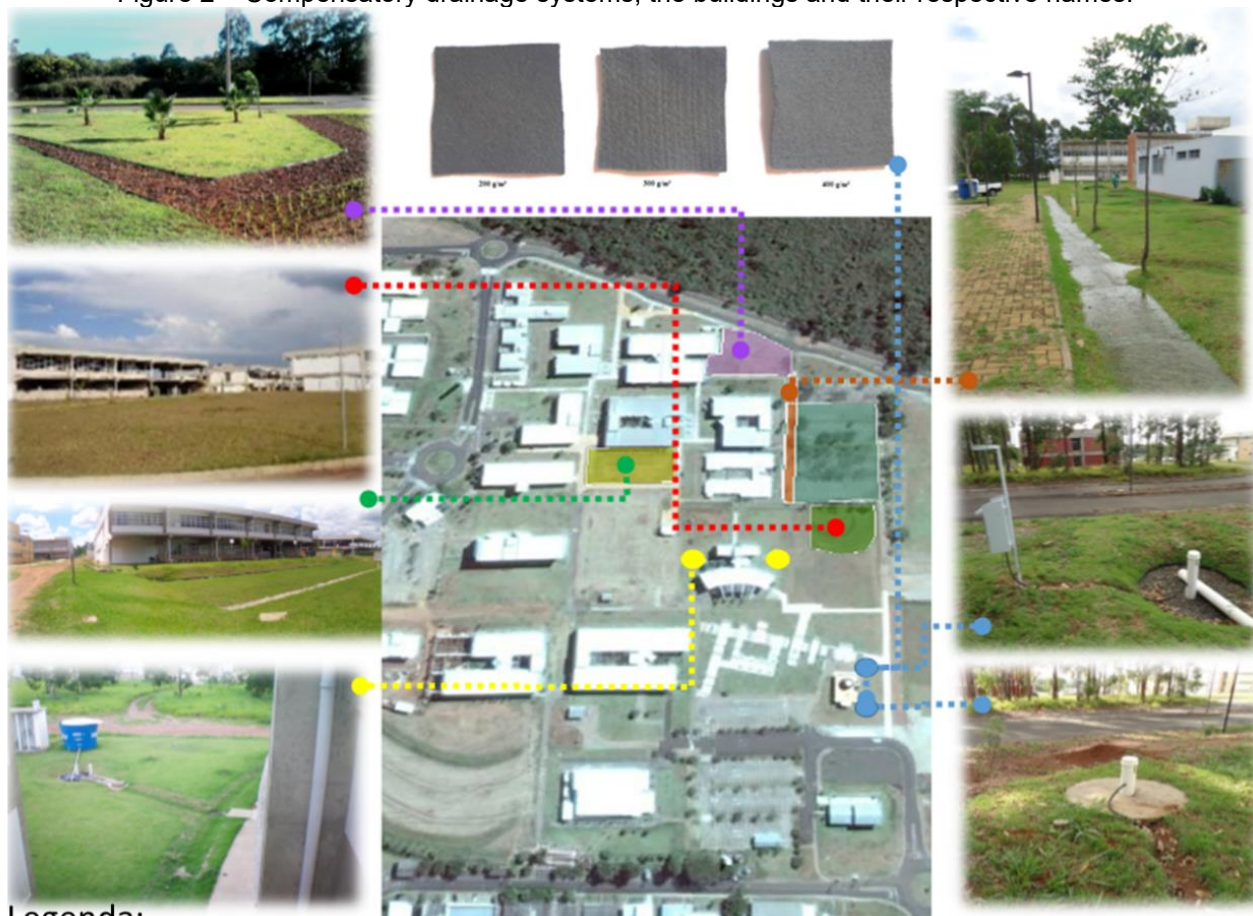 Figure 2 – Compensatory drainage systems, the buildings and their respective names.
200 g/m²
300 g/m²
400 g/m²
Legenda: